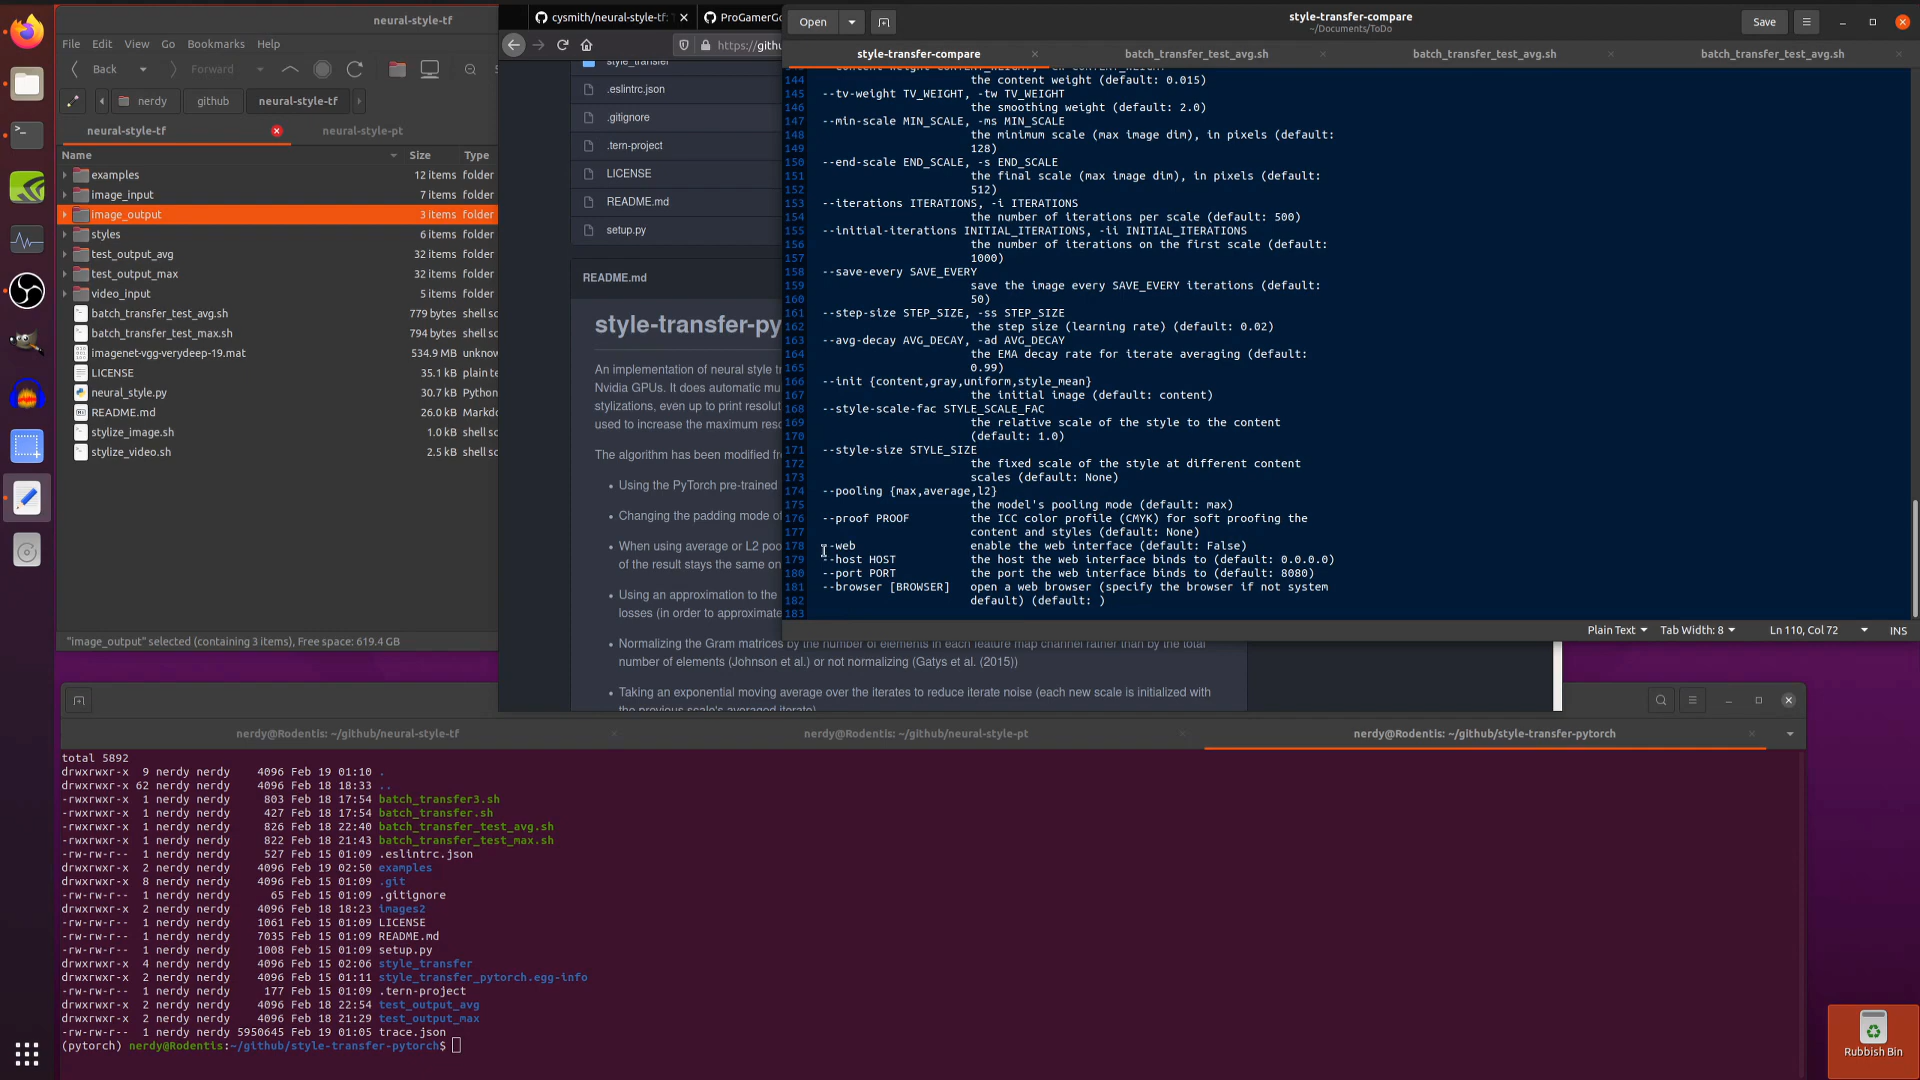 neural-style-tf
File Edit View Go Bookmarks Help
Back Forward
nerdy github neural-style-tf
neural-style-tf neural-style-pt
Name Size Type
examples 12 items folder
image_input 7 items folder
image_output 3 items folder
styles 6 items folder
test_output_avg 32 items folder
test_output_max 32 items folder
video_input 5 items folder
batch_transfer_test_avg.sh 779 bytes shell sc
batch_transfer_test_max.sh 794 bytes shell sc
imagenet-vgg-verydeep-19.mat 534.9 MB unknow
LICENSE 35.1 kB plain te
neural_style.py 30.7 kB Python
README.md 26.0 kB Markdo
stylize_image.sh 1.0 kB shell sc
stylize_video.sh 2.5 kB shell sc
"image_output" selected (containing 3 items), Free space: 619.4 GB
cysmith/neural-style-tf: ProGamerGo
https://githu
style_transfer
.eslintrc.json
.gitignore
.tern-project
LICENSE
README.md
setup.py
README.md
style-transfer-py
An implementation of neural style
Nvidia GPUs. It does automatic mu
stylizations, even up to print resolut
used to increase the maximum reso
The algorithm has been modified fro
• Using the PyTorch pre-trained
• Changing the padding mode of
• When using average or L2 poo
of the result stays the same on
• Using an approximation to the
losses (in order to approximate
• Normalizing the Gram matrices by the number of elements in each feature map channel rather than by the total
number of elements (Johnson et al.) or not normalizing (Gatys et al. (2015))
• Taking an exponential moving average over the iterates to reduce iterate noise (each new scale is initialized with
the previous scale's averaged iterate)
Open style-transfer-compare Save
~/Documents/ToDo
style-transfer-compare batch_transfer_test_avg.sh batch_transfer_test_avg.sh batch_transfer_test_avg.sh
143 --content-weight CONTENT_WEIGHT, -cw CONTENT_WEIGHT
144 the content weight (default: 0.015)
145 --tv-weight TV_WEIGHT, -tw TV_WEIGHT
146 the smoothing weight (default: 2.0)
147 --min-scale MIN_SCALE, -ms MIN_SCALE
148 the minimum scale (max image dim), in pixels (default:
149 128)
150 --end-scale END_SCALE, -s END_SCALE
151 the final scale (max image dim), in pixels (default:
152 512)
153 --iterations ITERATIONS, -i ITERATIONS
154 the number of iterations per scale (default: 500)
155 --initial-iterations INITIAL_ITERATIONS, -ii INITIAL_ITERATIONS
156 the number of iterations on the first scale (default:
157 1000)
158 --save-every SAVE_EVERY
159 save the image every SAVE_EVERY iterations (default:
160 50)
161 --step-size STEP_SIZE, -ss STEP_SIZE
162 the step size (learning rate) (default: 0.02)
163 --avg-decay AVG_DECAY, -ad AVG_DECAY
164 the EMA decay rate for iterate averaging (default:
165 0.99)
166 --init {content,gray,uniform,style_mean}
167 the initial image (default: content)
168 --style-scale-fac STYLE_SCALE_FAC
169 the relative scale of the style to the content
170 (default: 1.0)
171 --style-size STYLE_SIZE
172 the fixed scale of the style at different content
173 scales (default: None)
174 --pooling {max,average,l2}
175 the model's pooling mode (default: max)
176 --proof PROOF the ICC color profile (CMYK) for soft proofing the
177 content and styles (default: None)
178 --web enable the web interface (default: False)
179 --host HOST the host the web interface binds to (default: 0.0.0.0)
180 --port PORT the port the web interface binds to (default: 8080)
181 --browser [BROWSER] open a web browser (specify the browser if not system
182 default) (default: )
183
Plain Text Tab Width: 8 Ln 110, Col 72 INS
nerdy@Rodentis: ~/github/neural-style-tf nerdy@Rodentis: ~/github/neural-style-pt nerdy@Rodentis: ~/github/style-transfer-pytorch
total 5892
drwxrwxr-x 9 nerdy nerdy 4096 Feb 19 01:10 .
drwxrwxr-x 62 nerdy nerdy 4096 Feb 18 18:33 ..
-rwxrwxr-x 1 nerdy nerdy 803 Feb 18 17:54 batch_transfer3.sh
-rwxrwxr-x 1 nerdy nerdy 427 Feb 18 17:54 batch_transfer.sh
-rwxrwxr-x 1 nerdy nerdy 826 Feb 18 22:40 batch_transfer_test_avg.sh
-rwxrwxr-x 1 nerdy nerdy 822 Feb 18 21:43 batch_transfer_test_max.sh
-rw-rw-r-- 1 nerdy nerdy 527 Feb 15 01:09 .eslintrc.json
drwxrwxr-x 2 nerdy nerdy 4096 Feb 19 02:50 examples
drwxrwxr-x 8 nerdy nerdy 4096 Feb 15 01:09 .git
-rw-rw-r-- 1 nerdy nerdy 65 Feb 15 01:09 .gitignore
drwxrwxr-x 2 nerdy nerdy 4096 Feb 18 18:23 images2
-rw-rw-r-- 1 nerdy nerdy 1061 Feb 15 01:09 LICENSE
-rw-rw-r-- 1 nerdy nerdy 7035 Feb 15 01:09 README.md
-rw-rw-r-- 1 nerdy nerdy 1008 Feb 15 01:09 setup.py
drwxrwxr-x 4 nerdy nerdy 4096 Feb 15 02:06 style_transfer
drwxrwxr-x 2 nerdy nerdy 4096 Feb 15 01:11 style_transfer_pytorch.egg-info
-rw-rw-r-- 1 nerdy nerdy 177 Feb 15 01:09 .tern-project
drwxrwxr-x 2 nerdy nerdy 4096 Feb 18 22:54 test_output_avg
drwxrwxr-x 2 nerdy nerdy 4096 Feb 18 21:29 test_output_max
-rw-rw-r-- 1 nerdy nerdy 5950645 Feb 19 01:05 trace.json
(pytorch) nerdy@Rodentis:~/github/style-transfer-pytorch$
Rubbish Bin